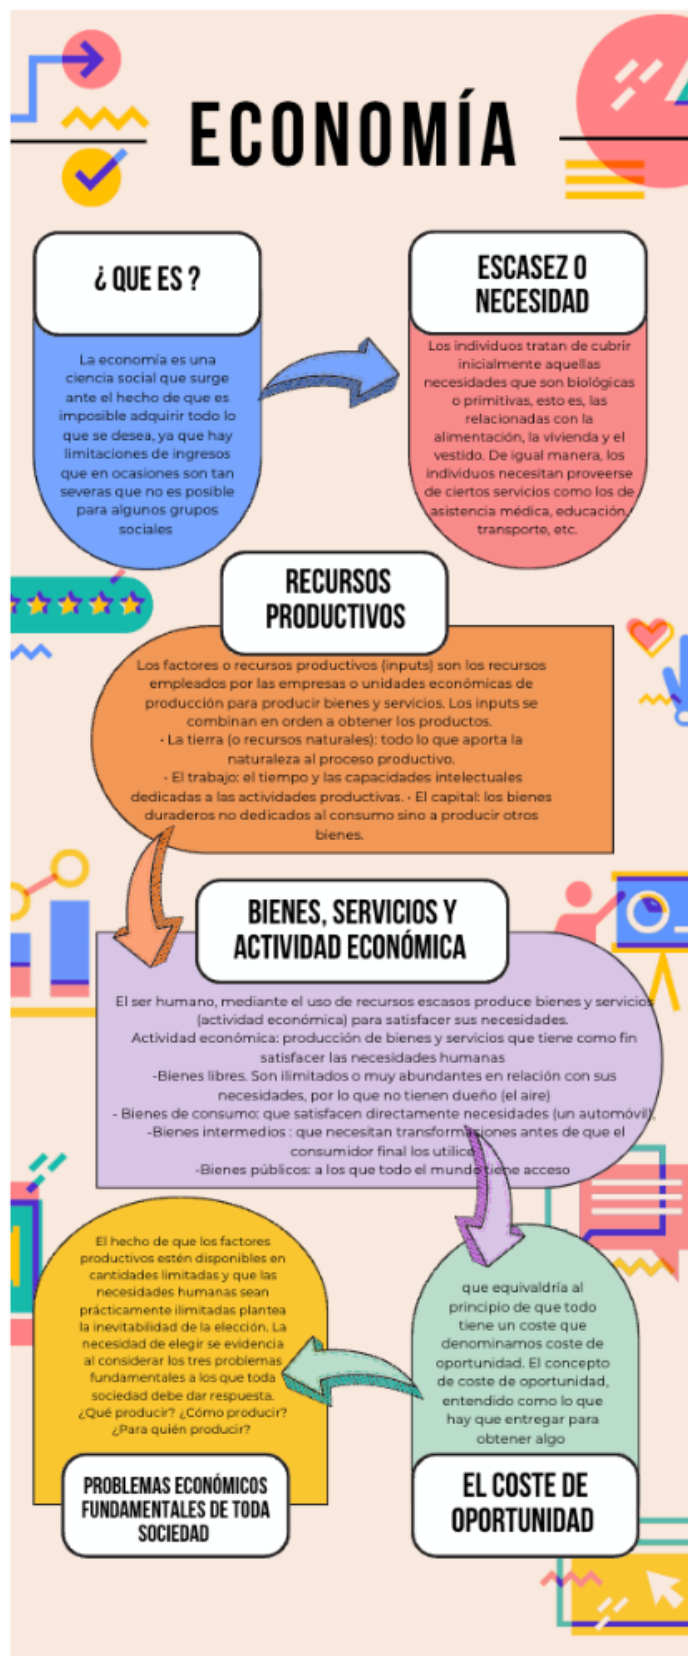 ECONOMÍA
¿ QUE ES ?
La economía es una
ciencia social que surge
ante el hecho de que es
imposible adquirir todo lo
que se desea, ya que hay
limitaciones de ingresos
que en ocasiones son tan
severas que no es posible
para algunos grupos
sociales
ESCASEZ O
NECESIDAD
Los individuos tratan de cubrir
inicialmente aquellas
necesidades que son biológicas
o primitivas, esto es, las
relacionadas con la
alimentación, la vivienda y el
vestido. De igual manera, los
individuos necesitan proveerse
de ciertos servicios como los de
asistencia médica, educación,
transporte, etc.
RECURSOS
PRODUCTIVOS
Los factores o recursos productivos (inputs) son los recursos
empleados por las empresas o unidades económicas de
producción para producir bienes y servicios. Los inputs se
combinan en orden a obtener los productos.
• La tierra (o recursos naturales): todo lo que aporta la
naturaleza al proceso productivo.
• El trabajo: el tiempo y las capacidades intelectuales
dedicadas a las actividades productivas. • El capital: los bienes
duraderos no dedicados al consumo sino a producir otros
bienes.
BIENES, SERVICIOS Y
ACTIVIDAD ECONÓMICA
El ser humano, mediante el uso de recursos escasos produce bienes y servicios
(actividad económica) para satisfacer sus necesidades.
Actividad económica: producción de bienes y servicios que tiene como fin
satisfacer las necesidades humanas
-Bienes libres. Son ilimitados o muy abundantes en relación con sus
necesidades, por lo que no tienen dueño (el aire)
- Bienes de consumo: que satisfacen directamente necesidades (un automóvil),
-Bienes intermedios : que necesitan transformaciones antes de que el
consumidor final los utilice
-Bienes públicos: a los que todo el mundo tiene acceso
que equivaldría al
principio de que todo
tiene un coste que
denominamos coste de
oportunidad. El concepto
de coste de oportunidad,
entendido como lo que
hay que entregar para
obtener algo
EL COSTE DE
OPORTUNIDAD
El hecho de que los factores
productivos estén disponibles en
cantidades limitadas y que las
necesidades humanas sean
prácticamente ilimitadas plantea
la inevitabilidad de la elección. La
necesidad de elegir se evidencia
al considerar los tres problemas
fundamentales a los que toda
sociedad debe dar respuesta.
¿Qué producir? ¿Cómo producir?
¿Para quién producir?
PROBLEMAS ECONÓMICOS
FUNDAMENTALES DE TODA
SOCIEDAD